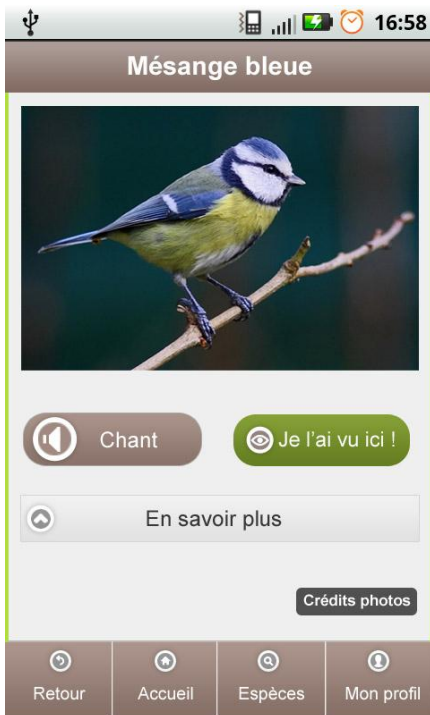 16:58
Mésange bleue
Chant
Je l'ai vu ici !
En savoir plus
Crédits photos
Retour
Accueil
Espèces
Mon profil